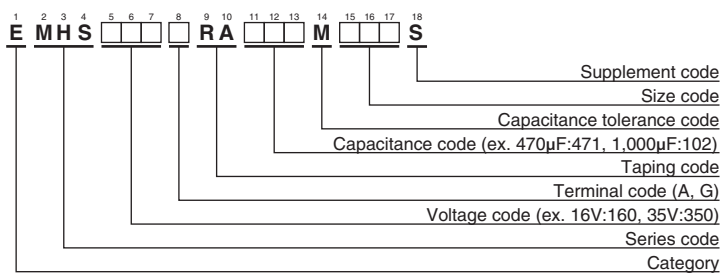 1 2 3 4 5 6 7 8 9 10 11 12 13 14 15 16 17 18
E MHS RA M S
Supplement code
Size code
Capacitance tolerance code
Capacitance code (ex. 470µF:471, 1,000µF:102)
Taping code
Terminal code (A, G)
Voltage code (ex. 16V:160, 35V:350)
Series code
Category